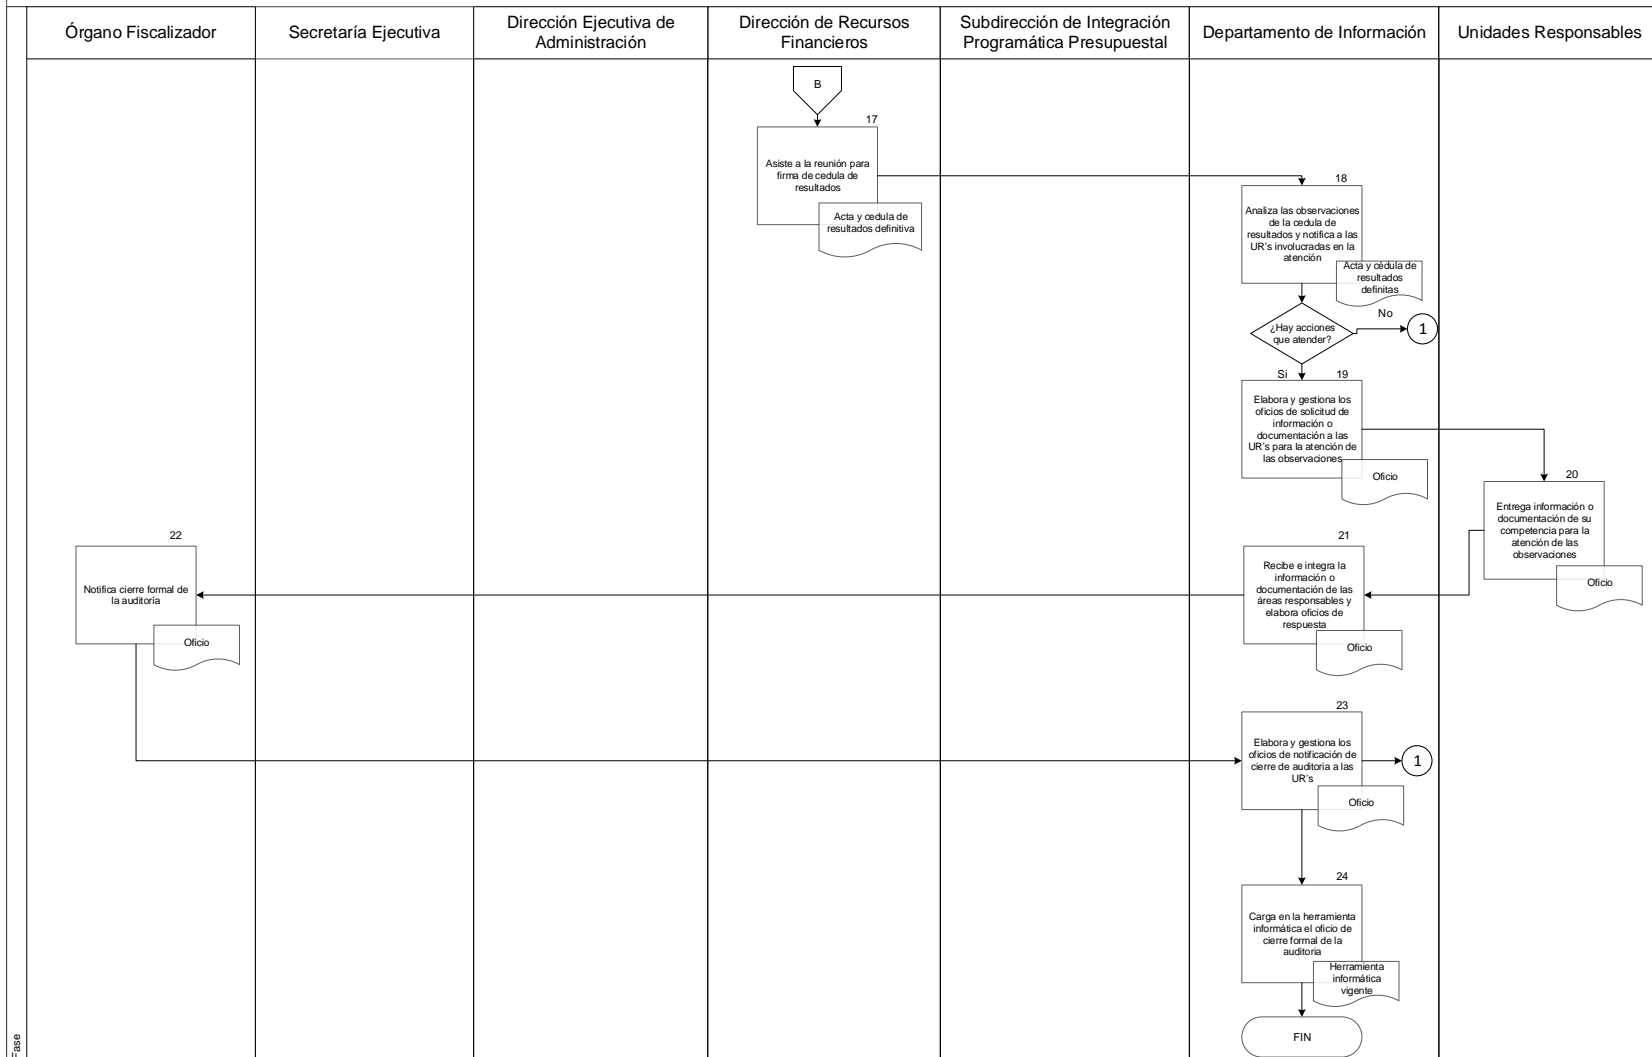 Órgano Fiscalizador
Secretaría Ejecutiva
Dirección Ejecutiva de
Administración
Dirección de Recursos
Financieros
Subdirección de Integración
Programática Presupuestal
Departamento de Información
Unidades Responsables
B
17
Asiste a la reunión para
firma de cedula de
resultados
Acta y cedula de
resultados definitiva
18
Analiza las observaciones
de la cedula de
resultados y notifica a las
UR's involucradas en la
atención
Acta y cédula de
resultados
definitas
¿Hay acciones
que atender?
No
1
Si
19
Elabora y gestiona los
oficios de solicitud de
información o
documentación a las
UR's para la atención de
las observaciones
Oficio
20
Entrega información o
documentación de su
competencia para la
atención de las
observaciones
Oficio
21
Recibe e integra la
información o
documentación de las
áreas responsables y
elabora oficios de
respuesta
Oficio
22
Notifica cierre formal de
la auditoría
Oficio
23
Elabora y gestiona los
oficios de notificación de
cierre de auditoria a las
UR's
1
Oficio
24
Carga en la herramienta
informática el oficio de
cierre formal de la
auditoria
Herramienta
informática
vigente
FIN
Fase